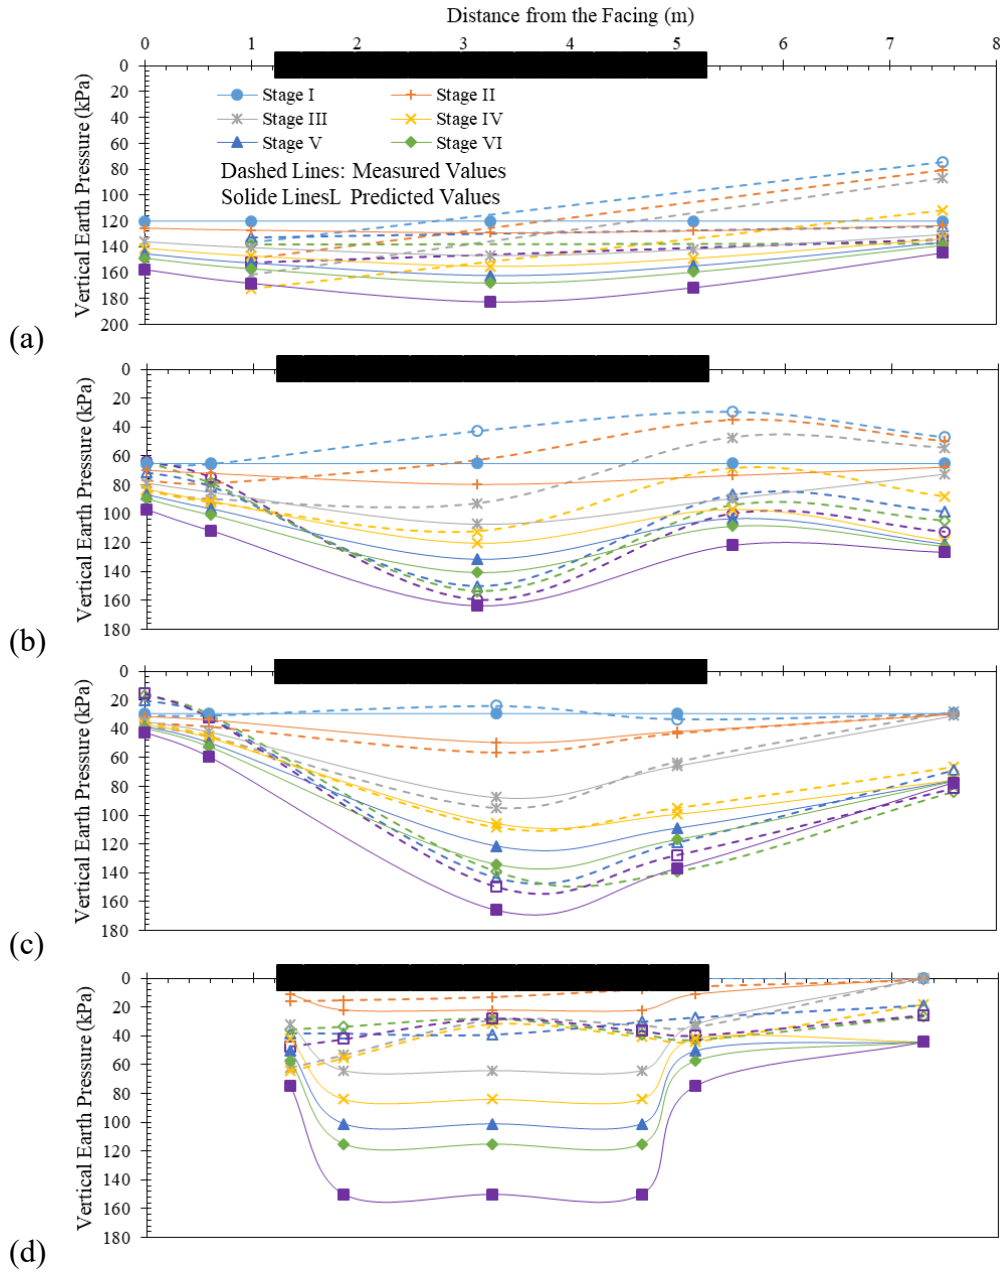 Distance from the Facing (m)
0 1 2 3 4 5 6 7 8
Vertical Earth Pressure (kPa)
0
20
40
60
80
100
120
140
160
180
200
Stage I Stage II
Stage III Stage IV
Stage V Stage VI
Dashed Lines: Measured Values
Solide LinesL Predicted Values
(a)
Vertical Earth Pressure (kPa)
0
20
40
60
80
100
120
140
160
180
(b)
Vertical Earth Pressure (kPa)
0
20
40
60
80
100
120
140
160
180
(c)
Vertical Earth Pressure (kPa)
0
20
40
60
80
100
120
140
160
180
(d)